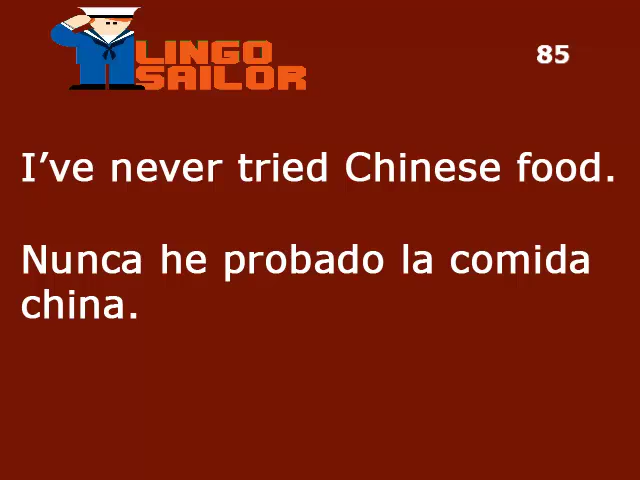 LINGO
SAILOR
85
I’ve never tried Chinese food.
Nunca he probado la comida
china.